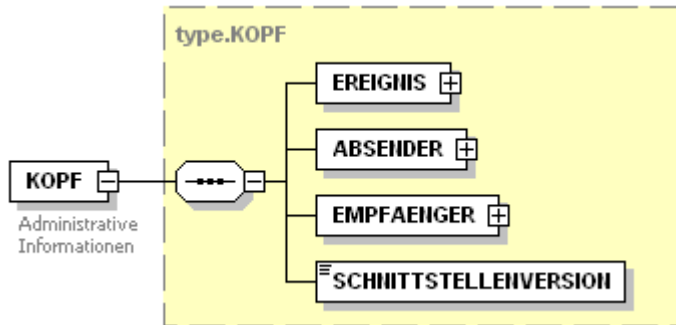 type.KOPF
EREIGNIS
ABSENDER
KOPF
EMPFAENGER
Administrative
Informationen
SCHNITTSTELLENVERSION